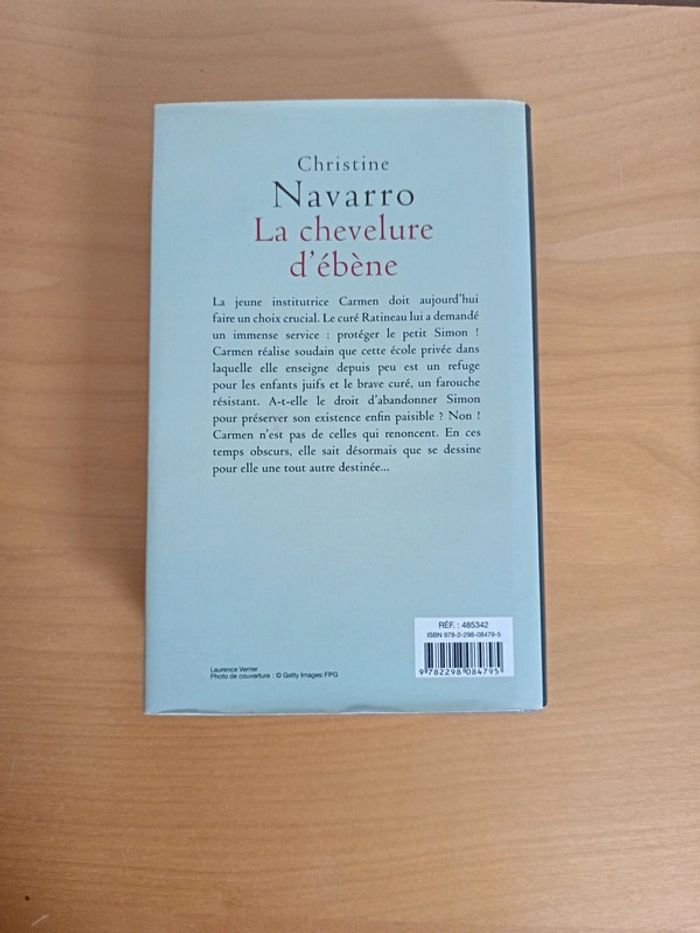 Christine
Navarro
La chevelure
d'ébène
La jeune institutrice Carmen doit aujourd'hui
faire un choix crucial. Le curé Ratineau lui a demandé
un immense service : protéger le petit Simon !
Carmen réalise soudain que cette école privée dans
laquelle elle enseigne depuis peu est un refuge
pour les enfants juifs et le brave curé, un farouche
résistant. A-t-elle le droit d'abandonner Simon
pour préserver son existence enfin paisible ? Non !
Carmen n'est pas de celles qui renoncent. En ces
temps obscurs, elle sait désormais que se dessine
pour elle une tout autre destinée...
RÉF. : 485342
ISBN 978-2-298-08479-5
9 782298 084795
Laurence Verrier
Photo de couverture : © Getty Images: FPG